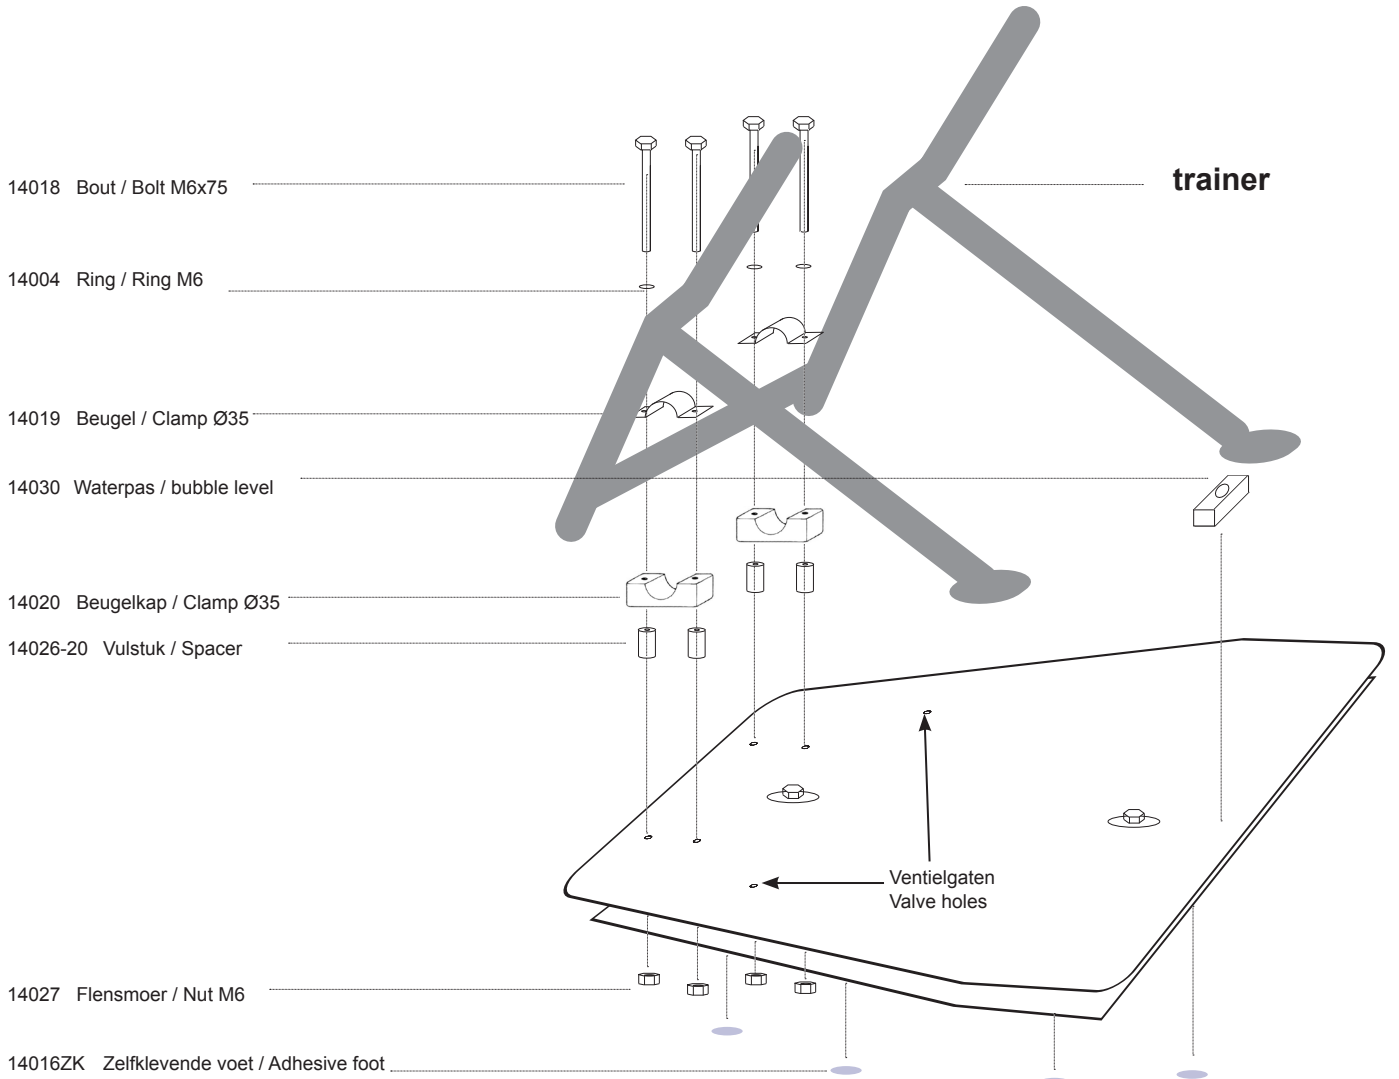 trainer
14018 Bout / Bolt M6x75
14004 Ring / Ring M6
14019 Beugel / Clamp Ø35
14030 Waterpas / bubble level
14020 Beugelkap / Clamp Ø35
14026-20 Vulstuk / Spacer
Ventielgaten
Valve holes
14027 Flensmoer / Nut M6
14016ZK Zelfklevende voet / Adhesive foot